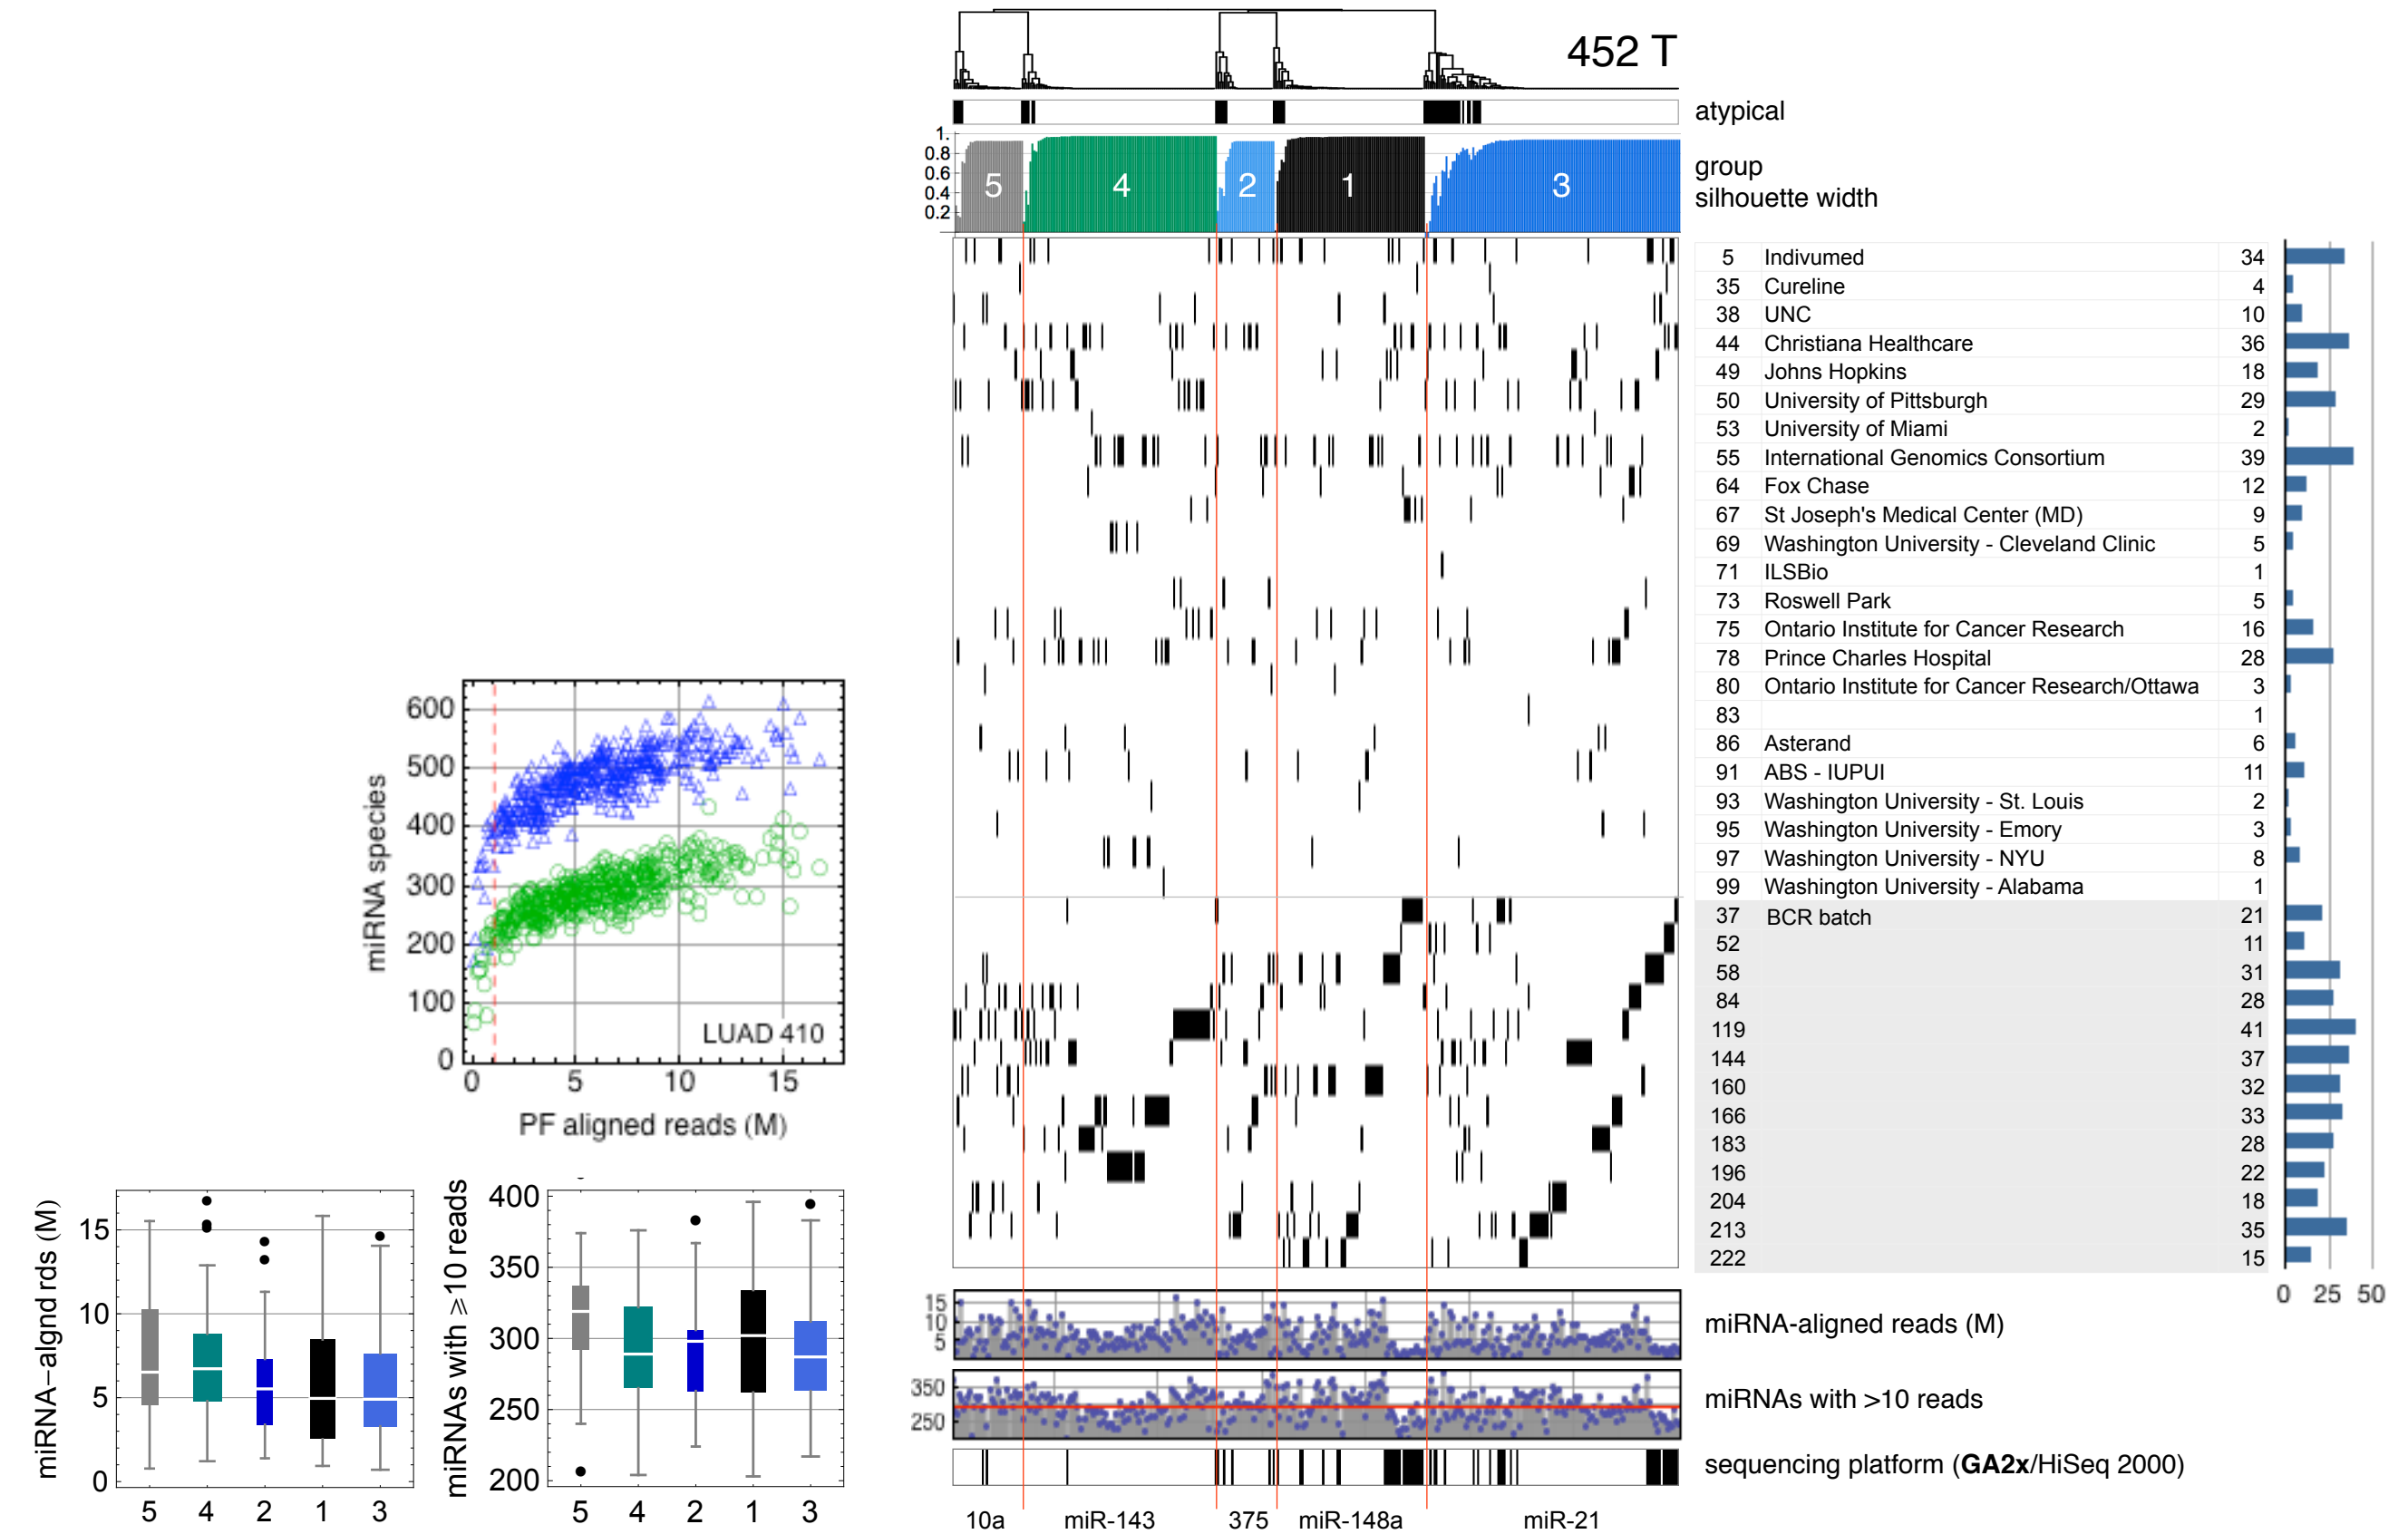 452 T
atypical
1.
0.8
0.6
0.4
0.2
5 4 2 1 3
group
silhouette width
5 Indivumed 34
35 Cureline 4
38 UNC 10
44 Christiana Healthcare 36
49 Johns Hopkins 18
50 University of Pittsburgh 29
53 University of Miami 2
55 International Genomics Consortium 39
64 Fox Chase 12
67 St Joseph's Medical Center (MD) 9
69 Washington University - Cleveland Clinic 5
71 ILSBio 1
73 Roswell Park 5
75 Ontario Institute for Cancer Research 16
78 Prince Charles Hospital 28
80 Ontario Institute for Cancer Research/Ottawa 3
83 1
86 Asterand 6
91 ABS - IUPUI 11
93 Washington University - St. Louis 2
95 Washington University - Emory 3
97 Washington University - NYU 8
99 Washington University - Alabama 1
37 BCR batch 21
52 11
58 31
84 28
119 41
144 37
160 32
166 33
183 28
196 22
204 18
213 35
222 15
0 25 50
15
10
5
miRNA-aligned reads (M)
350
250
miRNAs with >10 reads
sequencing platform (GA2x/HiSeq 2000)
10a miR-143 375 miR-148a miR-21
miRNA species
600
500
400
300
200
100
0
LUAD 410
0 5 10 15
PF aligned reads (M)
miRNA–algnd rds (M)
15
10
5
0
5 4 2 1 3
miRNAs with ≥10 reads
400
350
300
250
200
5 4 2 1 3